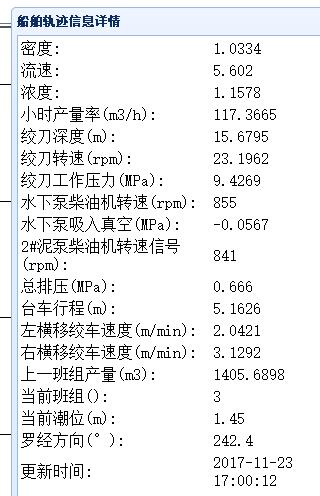 船舶轨迹信息详情
密度: 1.0334
流速: 5.602
浓度: 1.1578
小时产量率(m3/h): 117.3665
绞刀深度(m): 15.6795
绞刀转速(rpm): 23.1962
绞刀工作压力(MPa): 9.4269
水下泵柴油机转速(rpm): 855
水下泵吸入真空(MPa): -0.0567
2#泥泵柴油机转速信号
(rpm): 841
总排压(MPa): 0.666
台车行程(m): 5.1626
左横移绞车速度(m/min): 2.0421
右横移绞车速度(m/min): 3.1292
上一班组产量(m3): 1405.6898
当前班组(): 3
当前潮位(m): 1.45
罗经方向(°): 242.4
更新时间: 2017-11-23
17:00:12